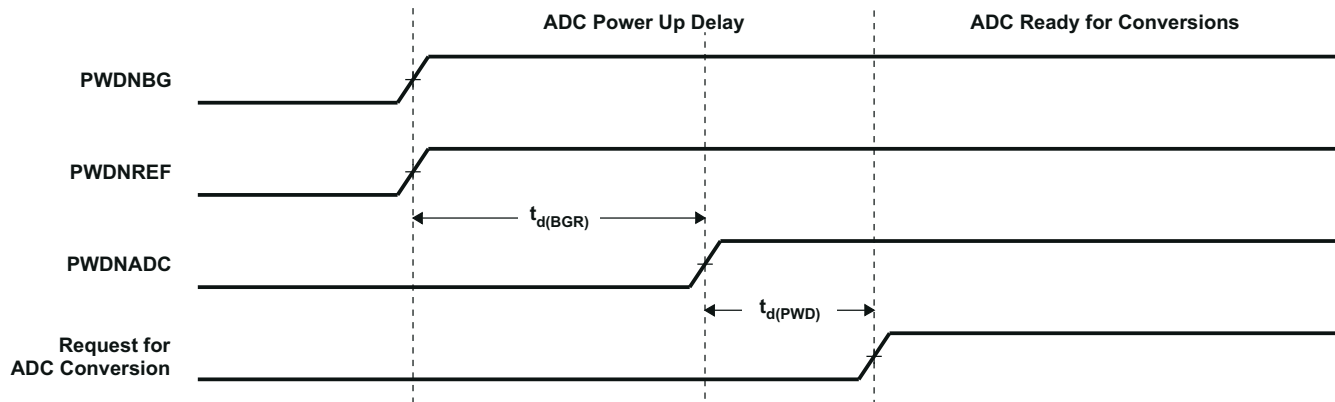 ADC Power Up Delay
ADC Ready for Conversions
PWDNBG
PWDNREF
td(BGR)
PWDNADC
td(PWD)
Request for
ADC Conversion